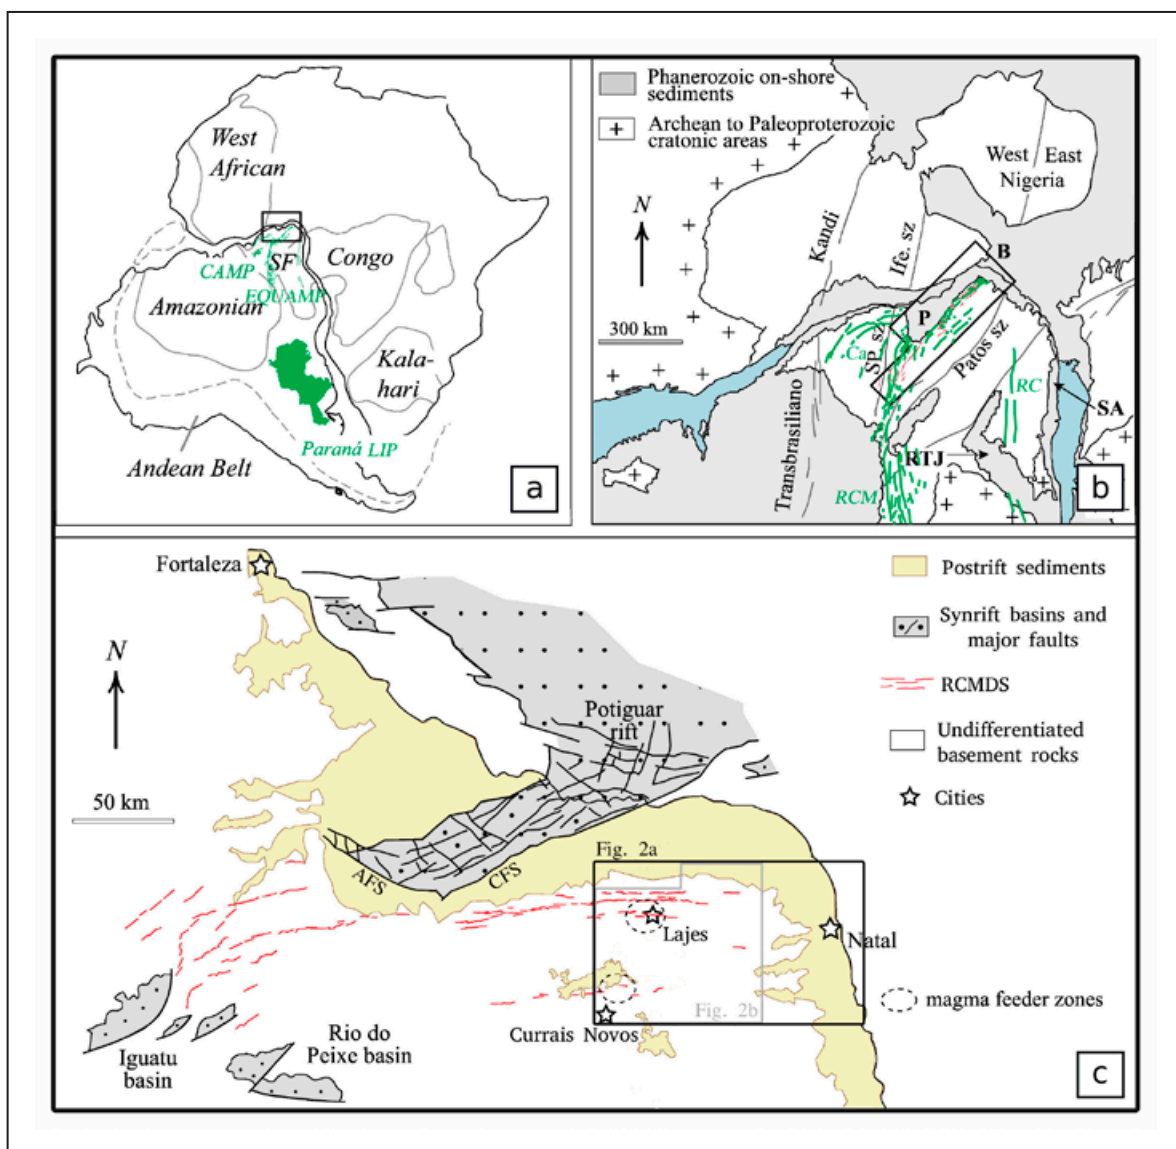 West
African
CAMP
SF
Congo
EQUAMP
Amazonian
Kala-
hari
Paraná LIP
Andean Belt
a
Phanerozoic on-shore
sediments
+ Archean to Paleoproterozoic
cratonic areas
N
300 km
West East
Nigeria
Kandi
Ife. sz
B
P
Ca
SP. sz
Patos sz
RC
SA
Transbrasiliano
RTJ
RCM
b
Fortaleza
N
50 km
Potiguar
rift
AFS
CFS
Fig. 2a
Lajes
Natal
Fig. 2b
Currais Novos
Iguatu
basin
Rio do
Peixe basin
Postrift sediments
Synrift basins and
major faults
RCMDS
Undifferentiated
basement rocks
Cities
magma feeder zones
c